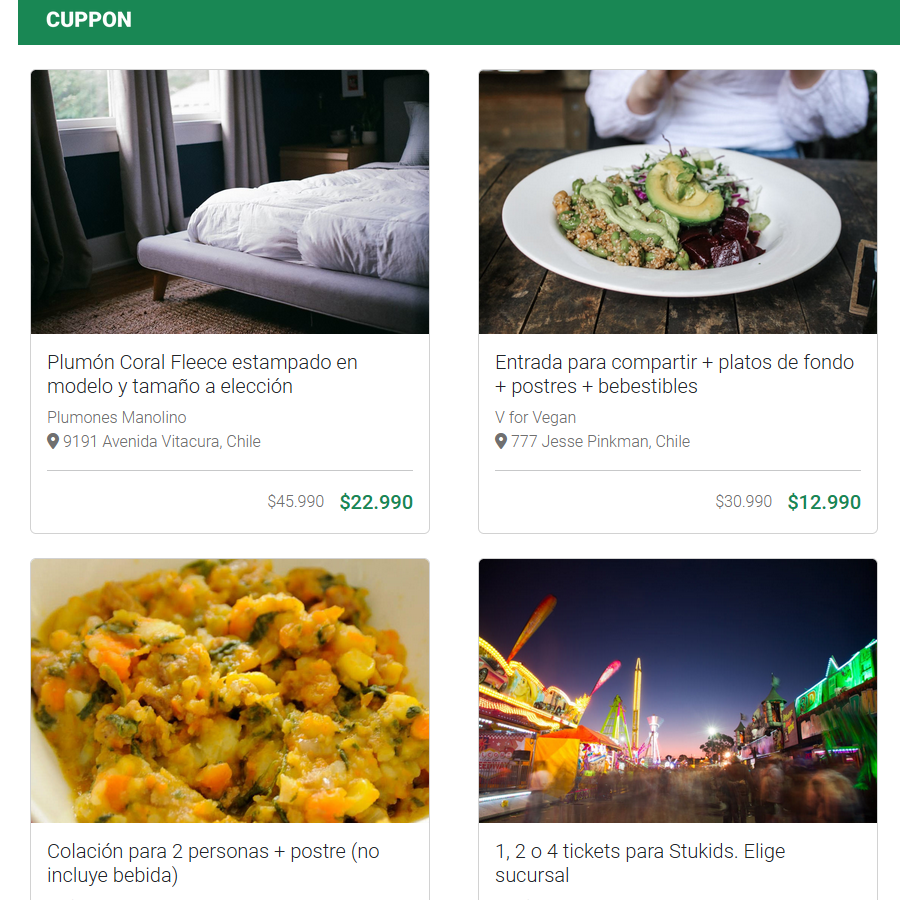 CUPPON
Plumón Coral Fleece estampado en
modelo y tamaño a elección
Plumones Manolino
9191 Avenida Vitacura, Chile
$45.990 $22.990
Entrada para compartir + platos de fondo
+ postres + bebestibles
V for Vegan
777 Jesse Pinkman, Chile
$30.990 $12.990
Colación para 2 personas + postre (no
incluye bebida)
1, 2 o 4 tickets para Stukids. Elige
sucursal